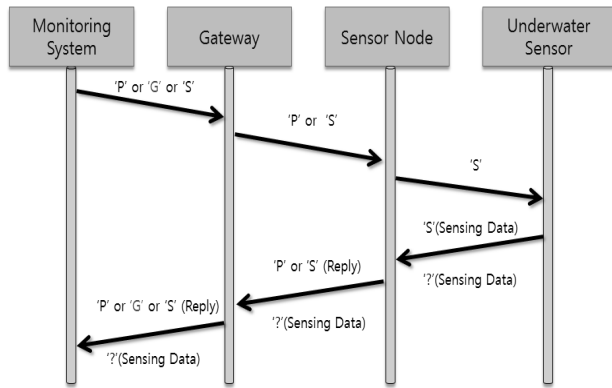 Monitoring
System
Gateway
Sensor Node
Underwater
Sensor
'P' or 'G' or 'S'
'P' or 'S'
'S'
'S'(Sensing Data)
'?'(Sensing Data)
'P' or 'S' (Reply)
'?'(Sensing Data)
'P' or 'G' or 'S' (Reply)
'?'(Sensing Data)